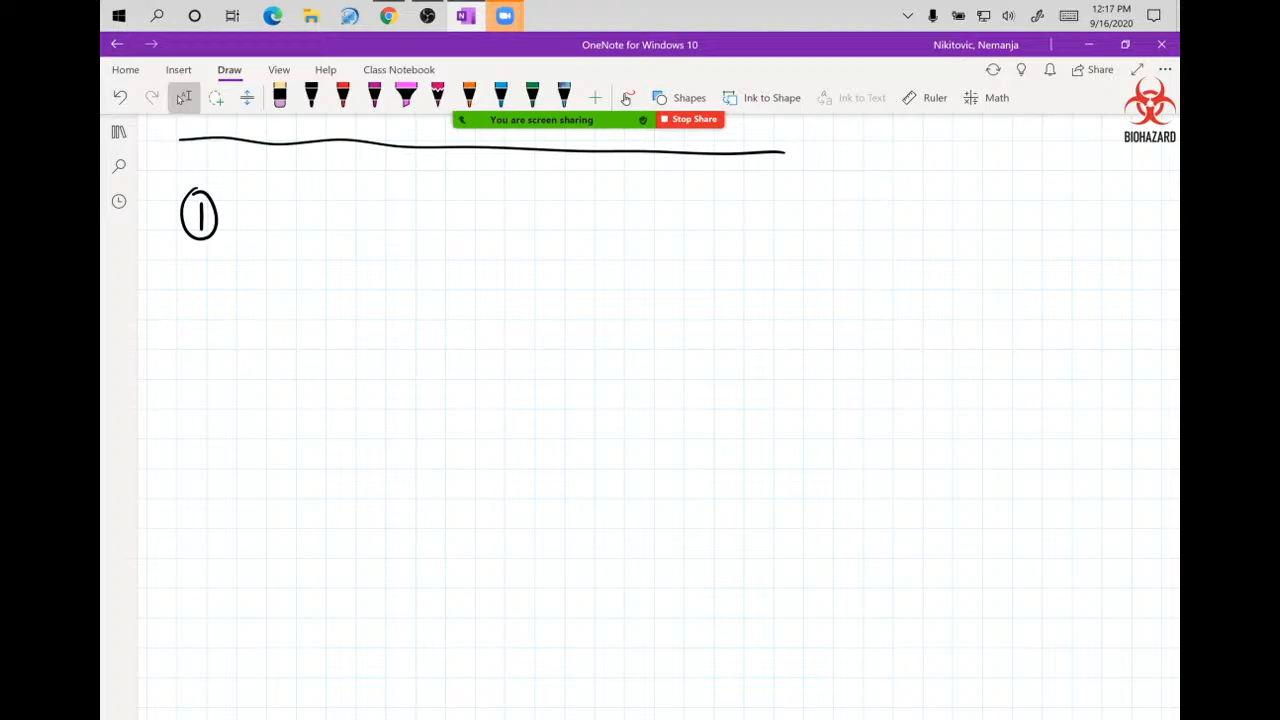 12:17 PM
9/16/2020
OneNote for Windows 10
Nikitovic, Nemanja
Home Insert Draw View Help Class Notebook
Share
Shapes Ink to Shape Ink to Text Ruler Math
You are screen sharing Stop Share
BIOHAZARD
1